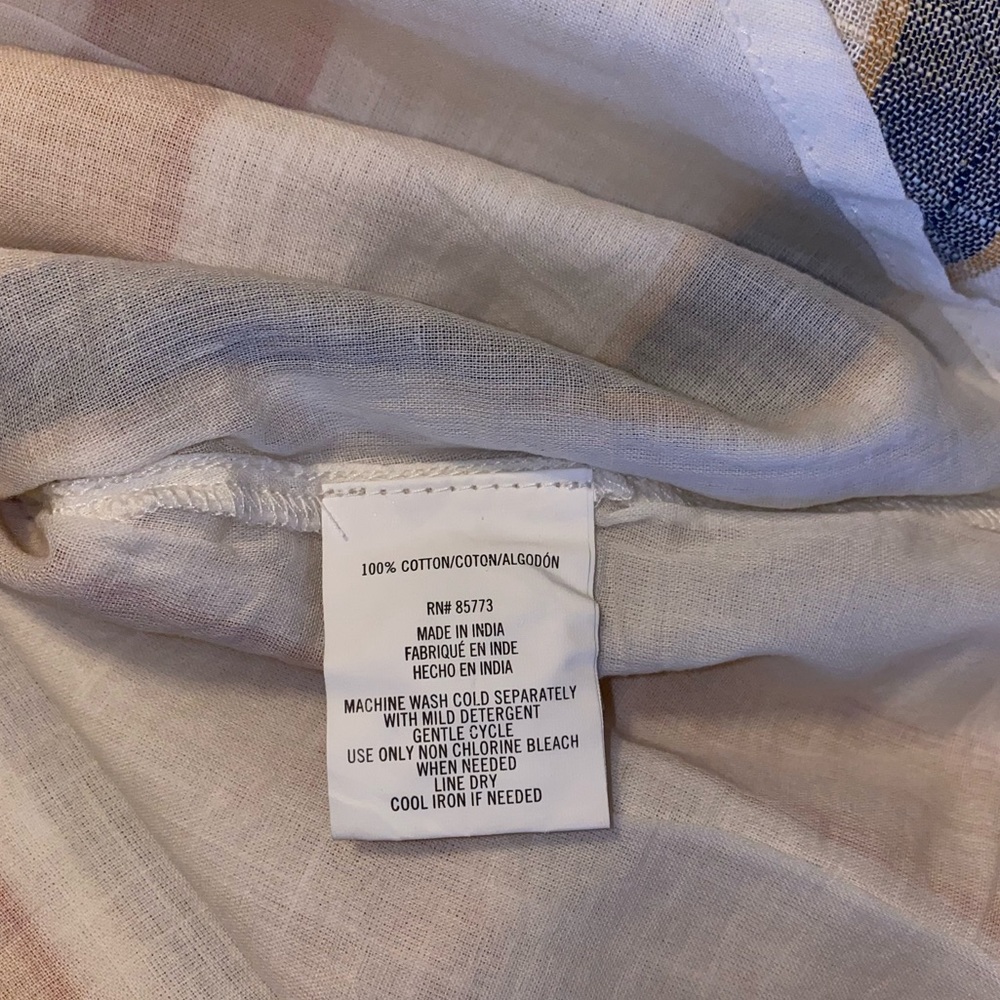 100% COTTON/COTON/ALGODÓN
RN# 85773
MADE IN INDIA
FABRIQUÉ EN INDE
HECHO EN INDIA
MACHINE WASH COLD SEPARATELY
WITH MILD DETERGENT
GENTLE CYCLE
USE ONLY NON CHLORINE BLEACH
WHEN NEEDED
LINE DRY
COOL IRON IF NEEDED